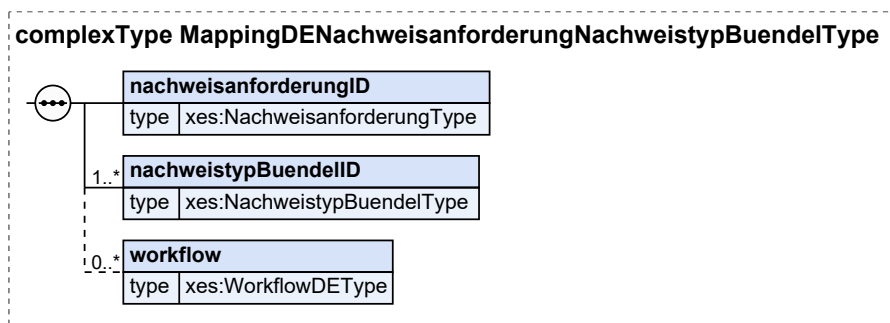 complexType MappingDENachweisanforderungNachweistypBuendelType
nachweisanforderungID
type xes:NachweisanforderungType
1..* nachweistypBuendelID
type xes:NachweistypBuendelType
0..* workflow
type xes:WorkflowDEType